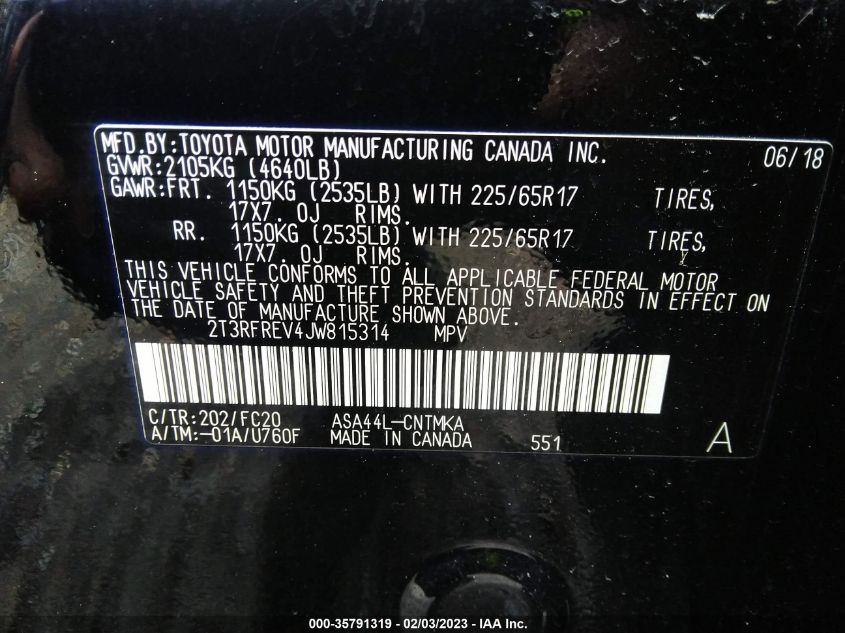 MFD.BY:TOYOTA MOTOR MANUFACTURING CANADA INC. 06/18
GVWR:2105KG (4640LB)
GAWR:FRT. 1150KG (2535LB) WITH 225/65R17 TIRES,
17X7.0J RIMS.
RR. 1150KG (2535LB) WITH 225/65R17 TIRES,
17X7.0J RIMS.
THIS VEHICLE CONFORMS TO ALL APPLICABLE FEDERAL MOTOR
VEHICLE SAFETY AND THEFT PREVENTION STANDARDS IN EFFECT ON
THE DATE OF MANUFACTURE SHOWN ABOVE.
2T3RFREV4JW815314 MPV
C/TR:202/FC20 ASA44L-CNTMKA
A/TM:-01A/U760F MADE IN CANADA 551 A
000-35791319 - 02/03/2023 - IAA Inc.